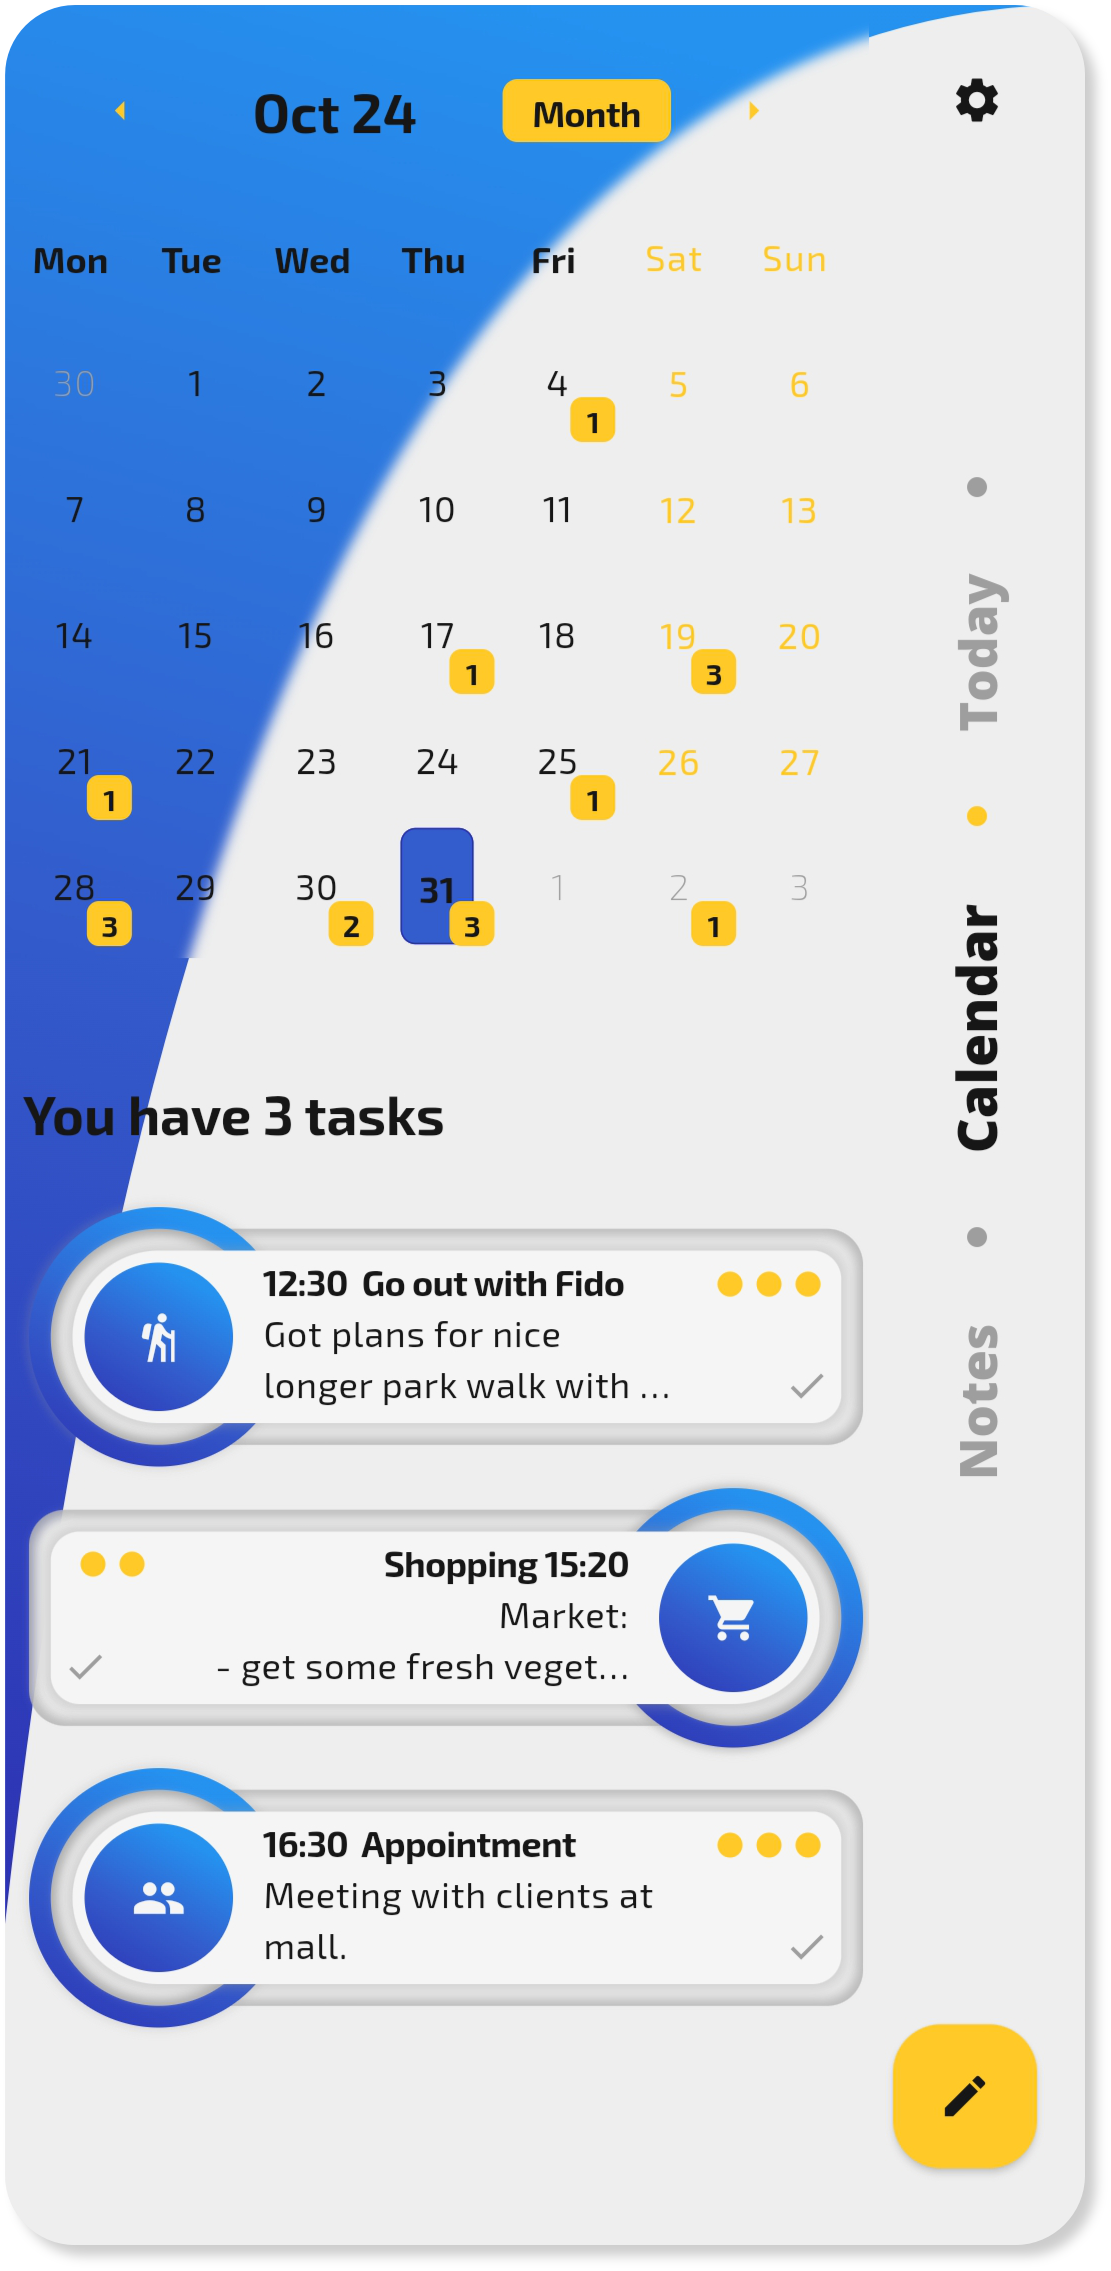 Oct 24 Month
Mon Tue Wed Thu Fri Sat Sun
30 1 2 3 4 5 6
1
7 8 9 10 11 12 13
14 15 16 17 18 19 20
1 3
21 22 23 24 25 26 27
1 1
28 29 30 31 1 2 3
3 2 3 1
You have 3 tasks
12:30 Go out with Fido
Got plans for nice
longer park walk with ...
Shopping 15:20
Market:
- get some fresh veget...
16:30 Appointment
Meeting with clients at
mall.
Today
Calendar
Notes